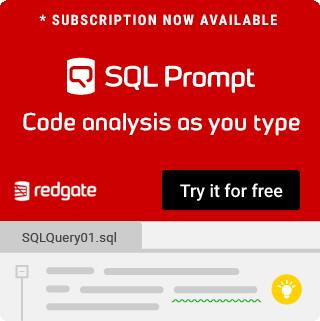 * SUBSCRIPTION NOW AVAILABLE
SQL Prompt
Code analysis as you type
redgate
Try it for free
SQLQuery01.sql